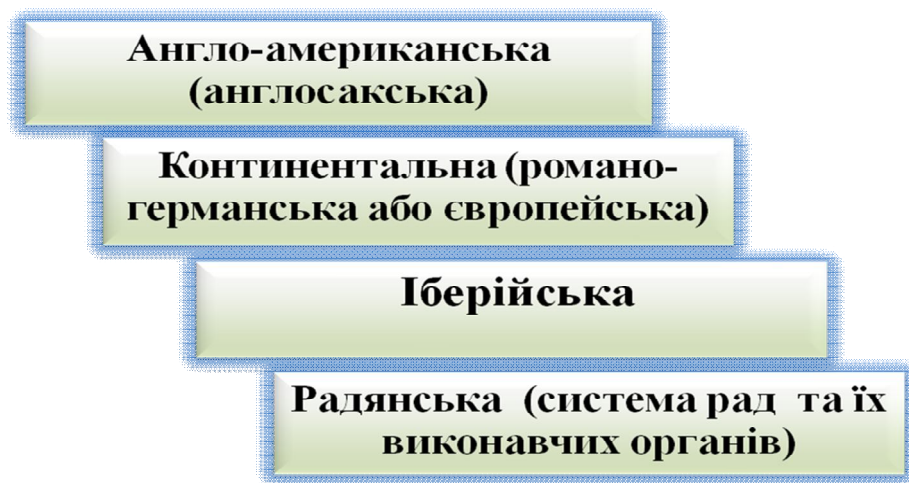 Англо-американська
(англосакська)
Континентальна (романо-
германська або європейська)
Іберійська
Радянська (система рад та їх
виконавчих органів)